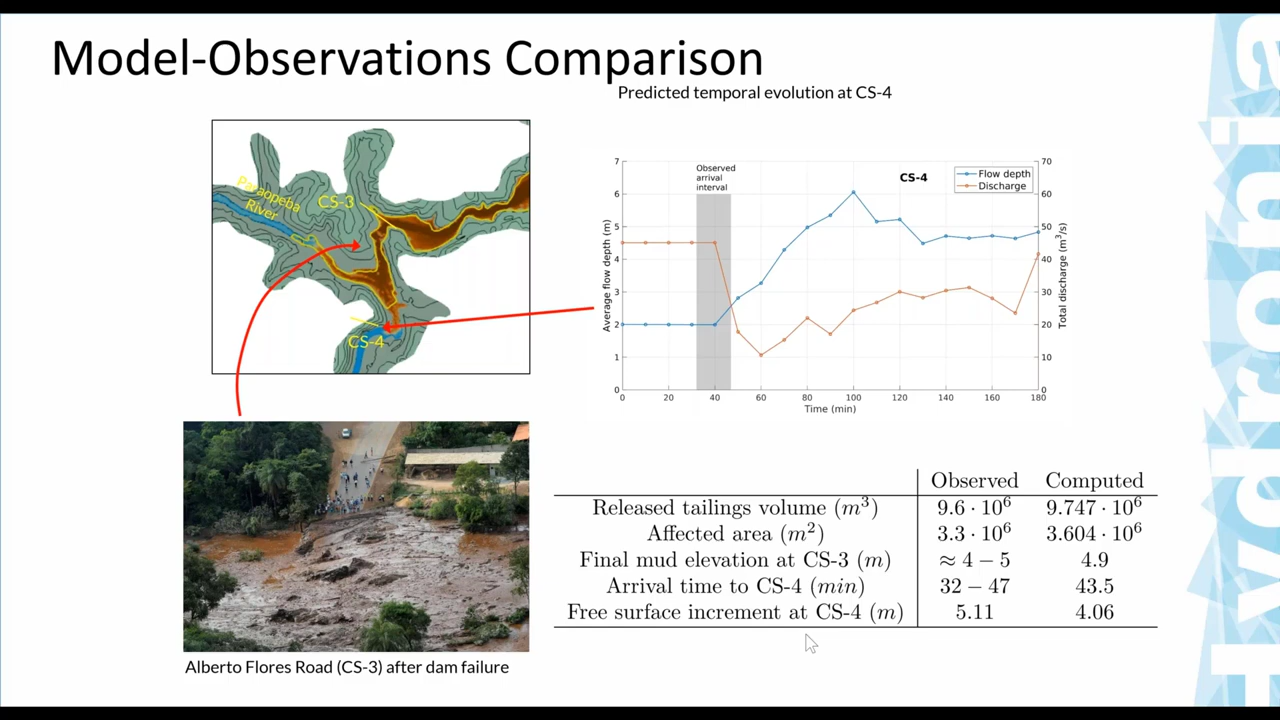 Model-Observations Comparison
Predicted temporal evolution at CS-4
Paraopeba
River
CS-3
CS-4
Observed
arrival
interval
CS-4
Flow depth
Discharge
Average flow depth (m)
0 1 2 3 4 5 6 7
Total discharge (m³/s)
0 10 20 30 40 50 60 70
0 20 40 60 80 100 120 140 160 180
Time (min)
Observed Computed
Released tailings volume (m³) 9.6 · 10⁶ 9.747 · 10⁶
Affected area (m²) 3.3 · 10⁶ 3.604 · 10⁶
Final mud elevation at CS-3 (m) ≈ 4 − 5 4.9
Arrival time to CS-4 (min) 32 − 47 43.5
Free surface increment at CS-4 (m) 5.11 4.06
Alberto Flores Road (CS-3) after dam failure
Hydronia